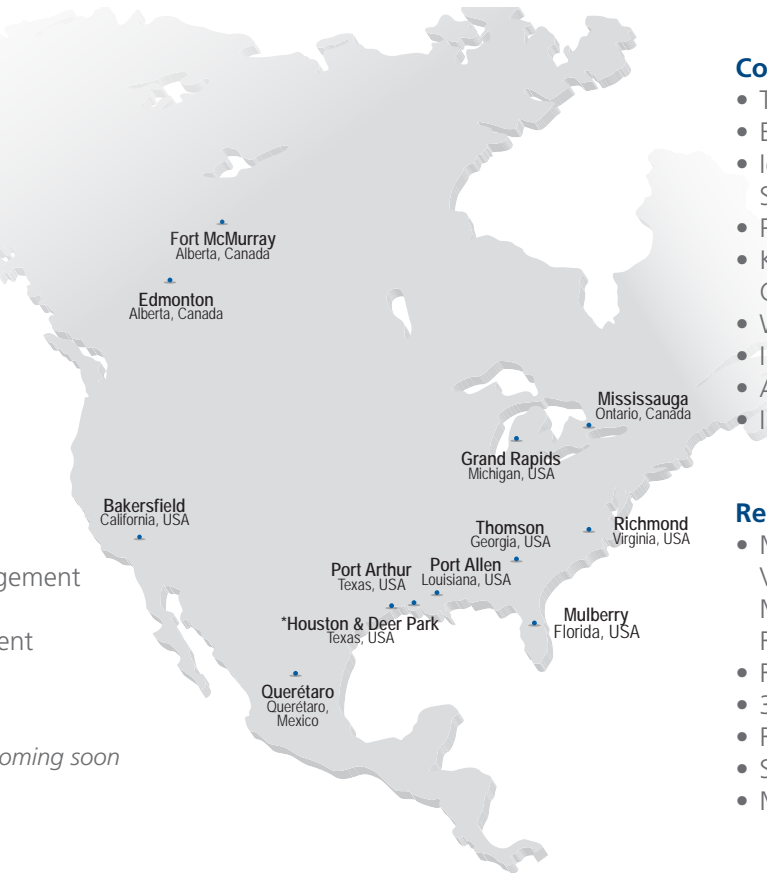 Fort McMurray
Alberta, Canada
Edmonton
Alberta, Canada
Mississauga
Ontario, Canada
Grand Rapids
Michigan, USA
Bakersfield
California, USA
Thomson
Georgia, USA
Richmond
Virginia, USA
Port Arthur
Texas, USA
Port Allen
Louisiana, USA
*Houston & Deer Park
Texas, USA
Mulberry
Florida, USA
Querétaro
Querétaro,
Mexico
gement
ent
oming soon
Co
Re